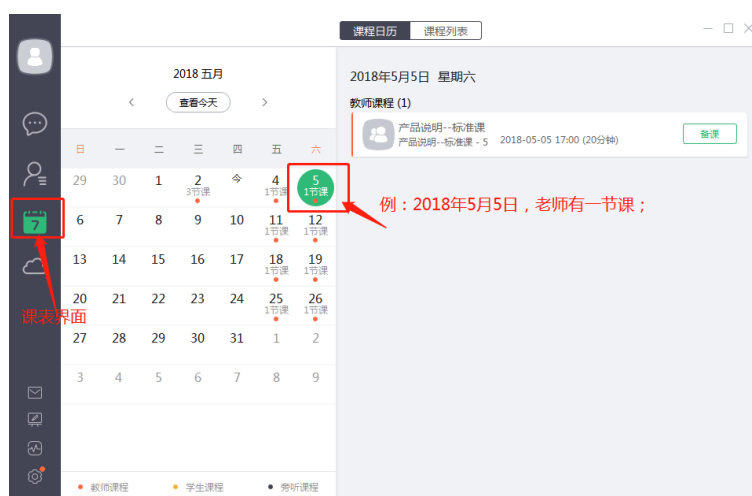 课程日历 课程列表
2018 五月
查看今天
日 一 二 三 四 五 六
29 30 1 2 今 4 5
3节课 1节课 1节课
6 7 8 9 10 11 12
1节课 1节课
13 14 15 16 17 18 19
1节课 1节课
20 21 22 23 24 25 26
1节课 1节课
27 28 29 30 31 1 2
3 4 5 6 7 8 9
教师课程 学生课程 旁听课程
7
课表界面
2018年5月5日 星期六
教师课程 (1)
产品说明--标准课
产品说明--标准课 - 5 2018-05-05 17:00 (20分钟)
备课
例：2018年5月5日，老师有一节课；